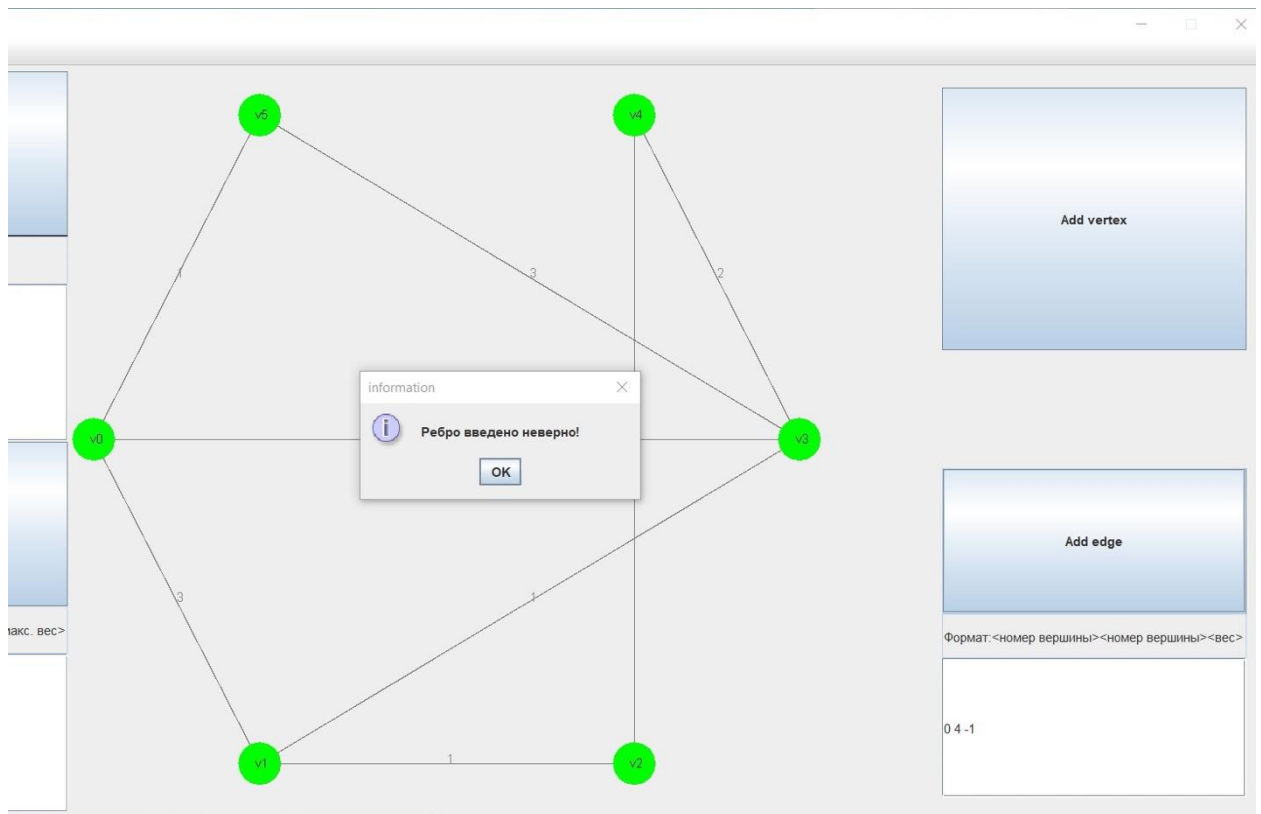 v5
v4
Add vertex
1
3
2
information
Ребро введено неверно!
OK
v0
v3
Add edge
3
1
макс. вес>
Формат:<номер вершины><номер вершины><вес>
0 4 -1
v1
1
v2